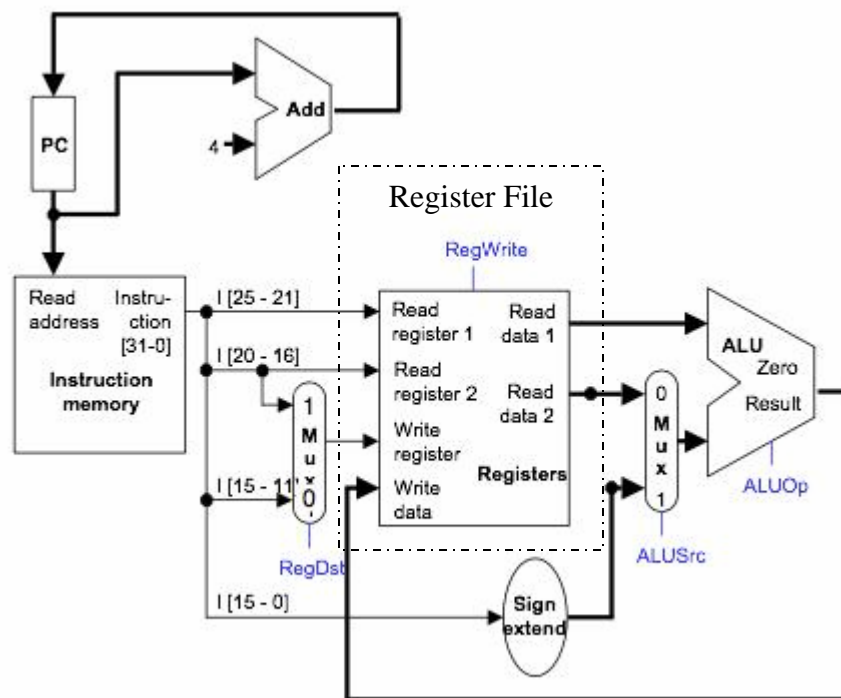 Add
PC
4
Register File
RegWrite
Read
address
Instru-
ction
[31-0]
Instruction
memory
I [25 - 21]
I [20 - 16]
I [15 - 11]
I [15 - 0]
1
M
u
x
0
RegDst
Read
register 1
Read
register 2
Write
register
Write
data
Read
data 1
Read
data 2
Registers
0
M
u
x
1
ALUSrc
ALU
Zero
Result
ALUOp
Sign
extend